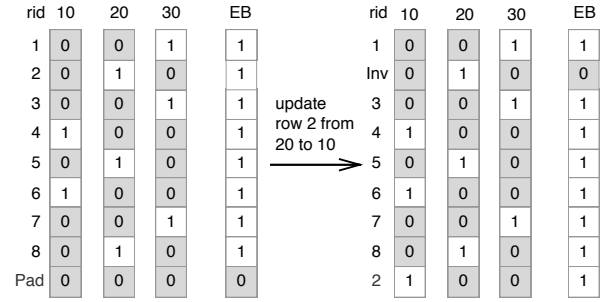 rid 10 20 30 EB rid 10 20 30 EB
1 0 0 1 1 1 0 0 1 1
2 0 1 0 1 Inv 0 1 0 0
3 0 0 1 1 3 0 0 1 1
update
4 1 0 0 1 row 2 from 4 1 0 0 1
20 to 10
5 0 1 0 1 5 0 1 0 1
6 1 0 0 1 6 1 0 0 1
7 0 0 1 1 7 0 0 1 1
8 0 1 0 1 8 0 1 0 1
Pad 0 0 0 0 2 1 0 0 1